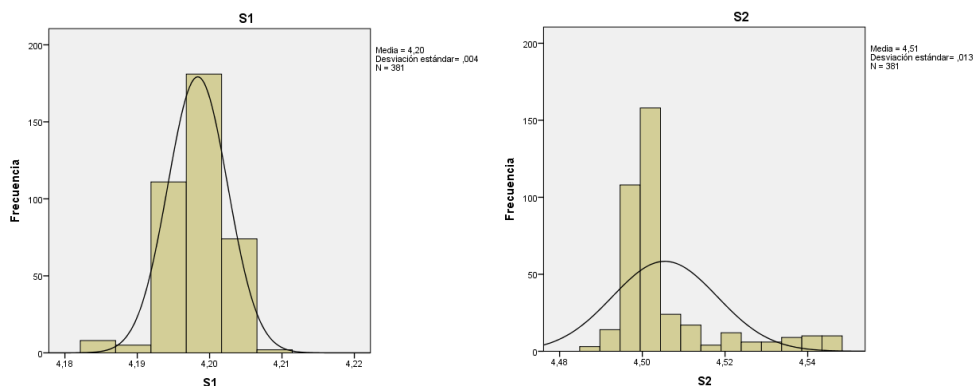 S1
Media = 4,20
Desviación estándar= ,004
N = 381
Frecuencia
200
150
100
50
0
4,18
4,19
4,20
4,21
4,22
S1
S2
Media = 4,51
Desviación estándar= ,013
N = 381
Frecuencia
200
150
100
50
0
4,48
4,50
4,52
4,54
S2